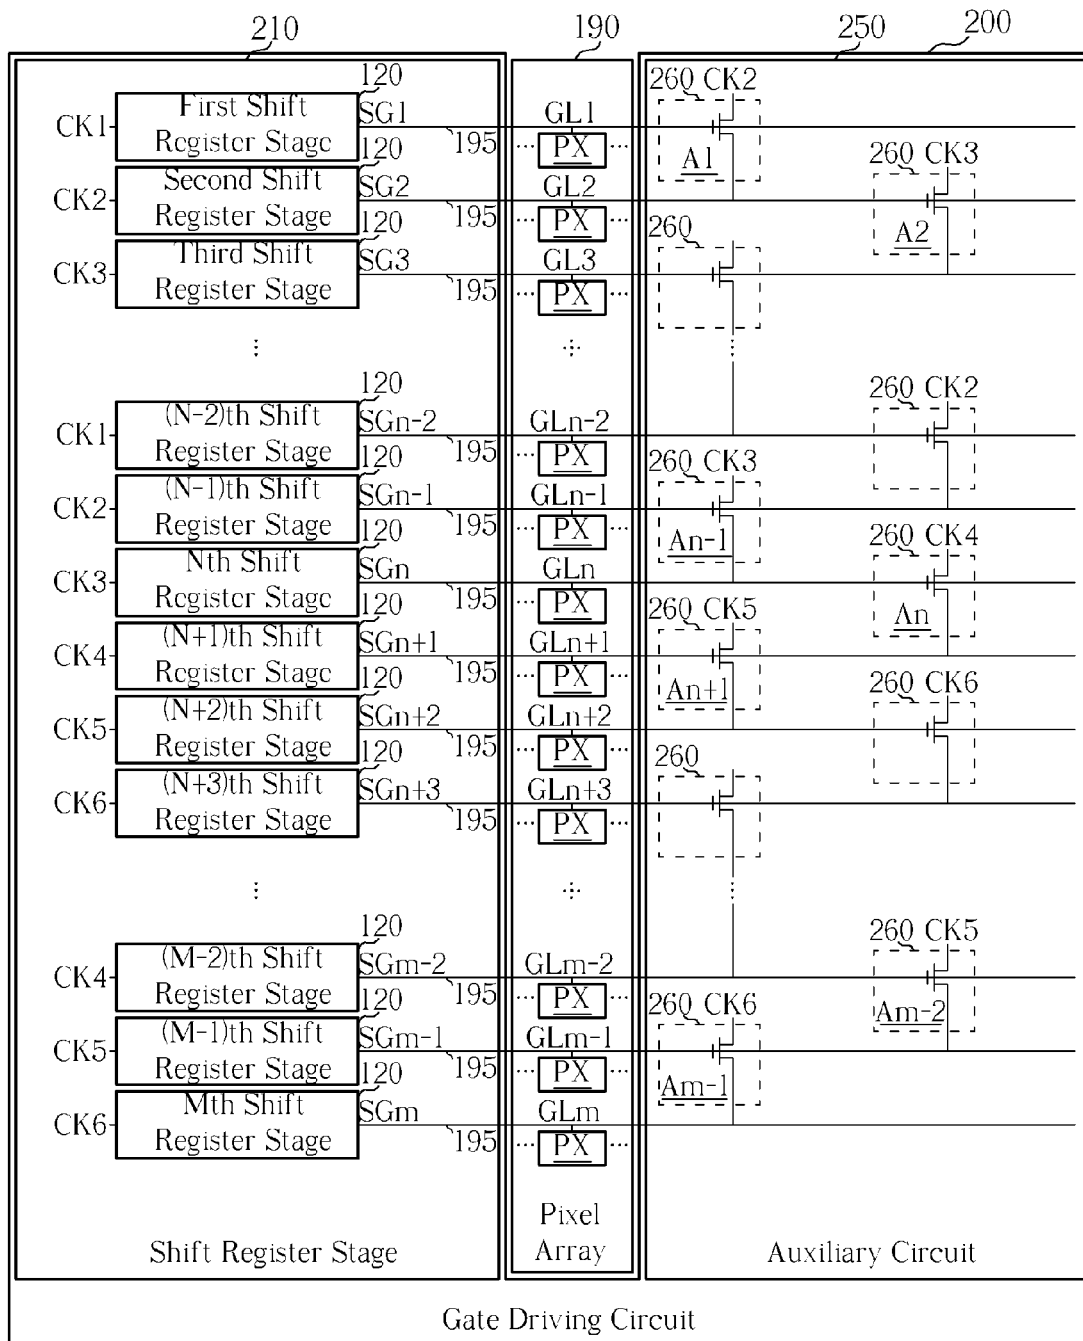 210
190
250
200
120
First Shift
Register Stage
CK1
SG1
195
GL1
PX
260 CK2
A1
120
Second Shift
Register Stage
CK2
SG2
195
GL2
PX
260 CK3
A2
120
Third Shift
Register Stage
CK3
SG3
195
GL3
PX
260
120
(N-2)th Shift
Register Stage
CK1
SGn-2
195
GLn-2
PX
260 CK2
120
(N-1)th Shift
Register Stage
CK2
SGn-1
195
GLn-1
PX
260 CK3
An-1
120
Nth Shift
Register Stage
CK3
SGn
195
GLn
PX
260 CK4
An
120
(N+1)th Shift
Register Stage
CK4
SGn+1
195
GLn+1
PX
260 CK5
An+1
120
(N+2)th Shift
Register Stage
CK5
SGn+2
195
GLn+2
PX
260 CK6
120
(N+3)th Shift
Register Stage
CK6
SGn+3
195
GLn+3
PX
260
120
(M-2)th Shift
Register Stage
CK4
SGm-2
195
GLm-2
PX
260 CK5
Am-2
120
(M-1)th Shift
Register Stage
CK5
SGm-1
195
GLm-1
PX
260 CK6
Am-1
120
Mth Shift
Register Stage
CK6
SGm
195
GLm
PX
Shift Register Stage
Pixel
Array
Auxiliary Circuit
Gate Driving Circuit